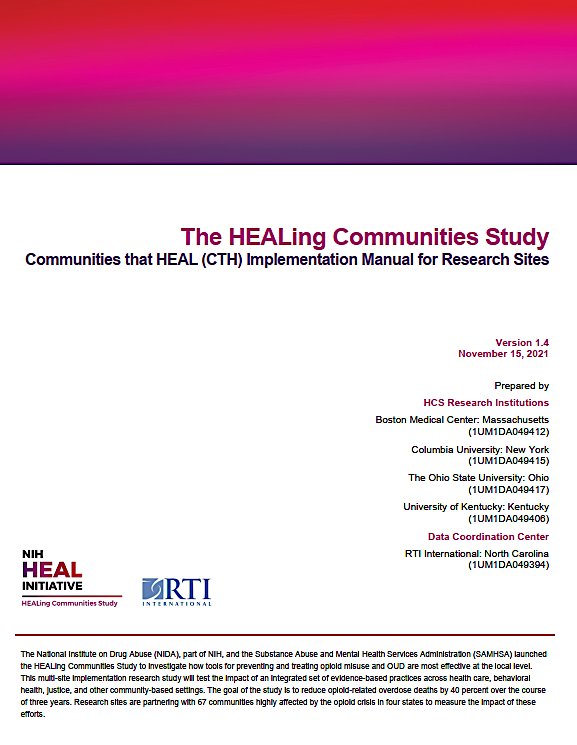 The HEALing Communities Study
Communities that HEAL (CTH) Implementation Manual for Research Sites
Version 1.4
November 15, 2021
Prepared by
HCS Research Institutions
Boston Medical Center: Massachusetts
(1UM1DA049412)
Columbia University: New York
(1UM1DA049415)
The Ohio State University: Ohio
(1UM1DA049417)
University of Kentucky: Kentucky
(1UM1DA049406)
Data Coordination Center
RTI International: North Carolina
(1UM1DA049394)
NIH
HEAL
INITIATIVE
HEALing Communities Study
RTI
INTERNATIONAL
The National Institute on Drug Abuse (NIDA), part of NIH, and the Substance Abuse and Mental Health Services Administration (SAMHSA) launched
the HEALing Communities Study to investigate how tools for preventing and treating opioid misuse and OUD are most effective at the local level.
This multi-site implementation research study will test the impact of an integrated set of evidence-based practices across health care, behavioral
health, justice, and other community-based settings. The goal of the study is to reduce opioid-related overdose deaths by 40 percent over the course
of three years. Research sites are partnering with 67 communities highly affected by the opioid crisis in four states to measure the impact of these
efforts.